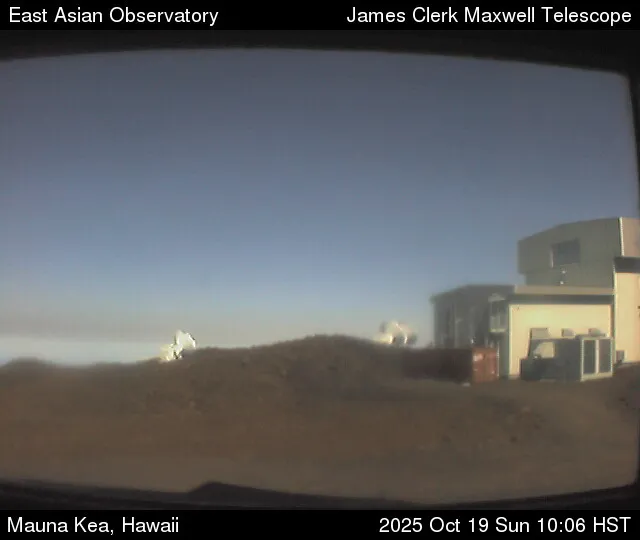 East Asian Observatory
James Clerk Maxwell Telescope
Mauna Kea, Hawaii
2025 Oct 19 Sun 10:06 HST